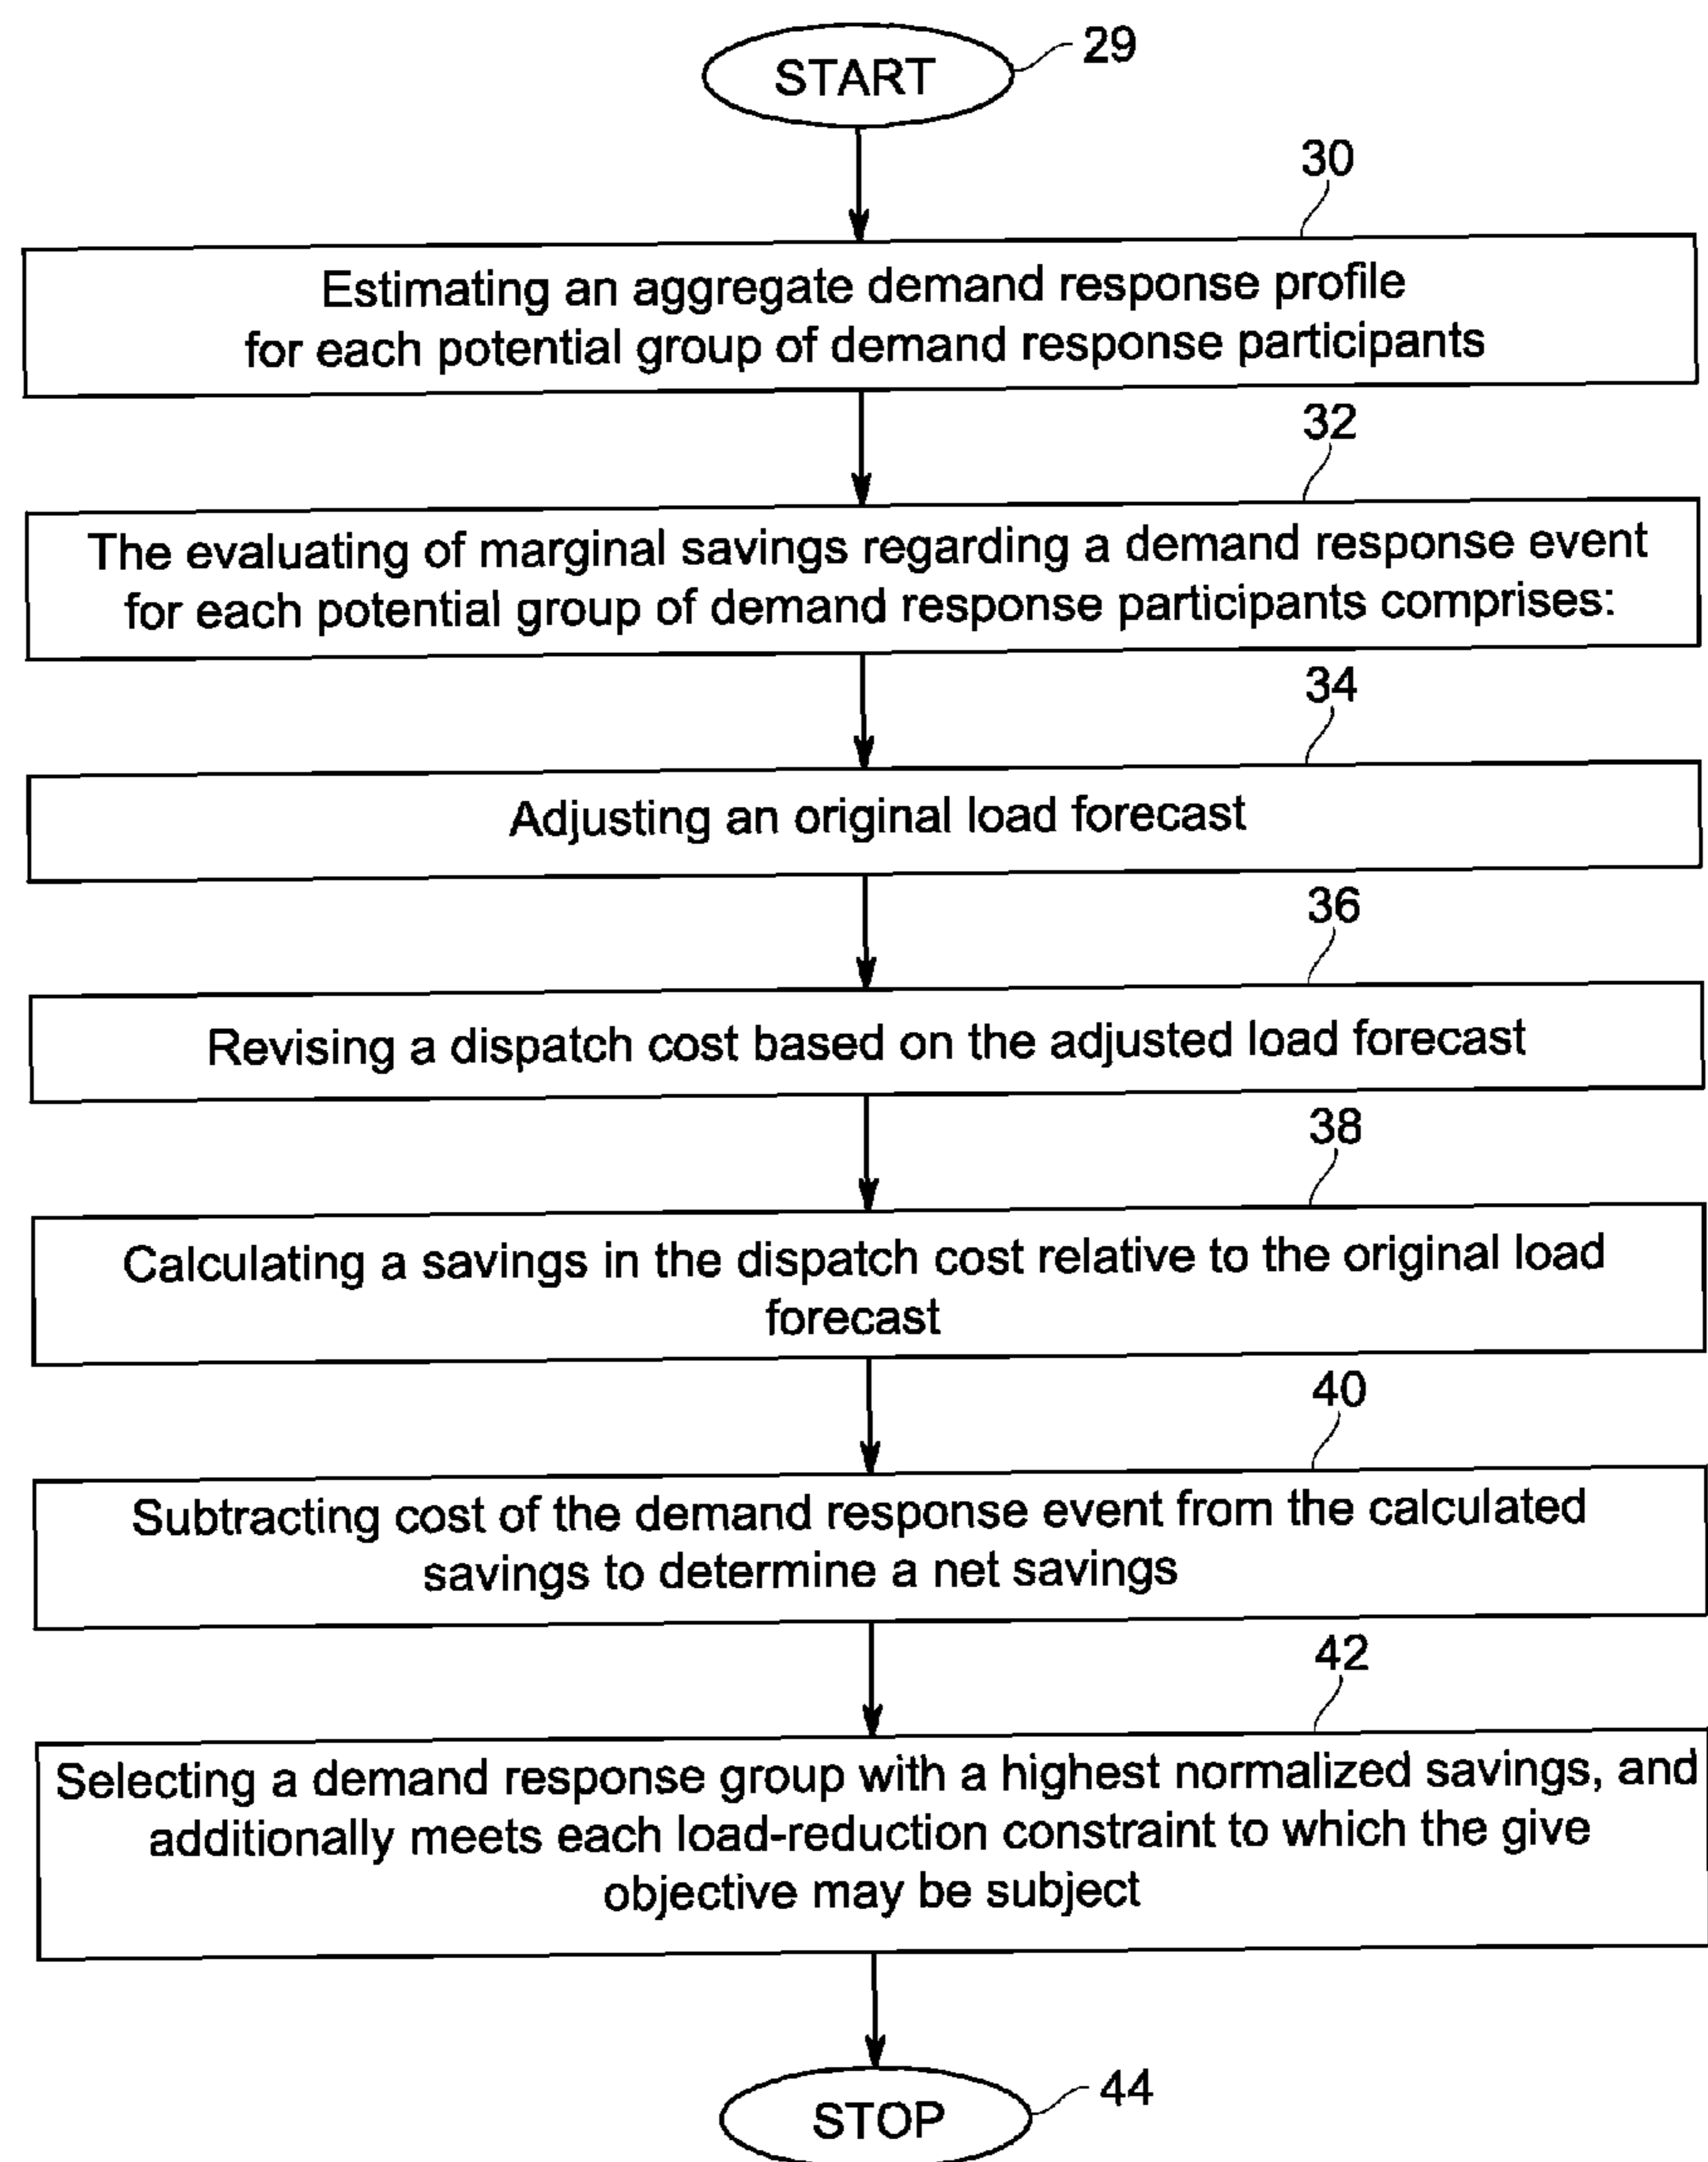 START
29
30
Estimating an aggregate demand response profile
for each potential group of demand response participants
32
The evaluating of marginal savings regarding a demand response event
for each potential group of demand response participants comprises:
34
Adjusting an original load forecast
36
Revising a dispatch cost based on the adjusted load forecast
38
Calculating a savings in the dispatch cost relative to the original load
forecast
40
Subtracting cost of the demand response event from the calculated
savings to determine a net savings
42
Selecting a demand response group with a highest normalized savings, and
additionally meets each load-reduction constraint to which the give
objective may be subject
STOP
44